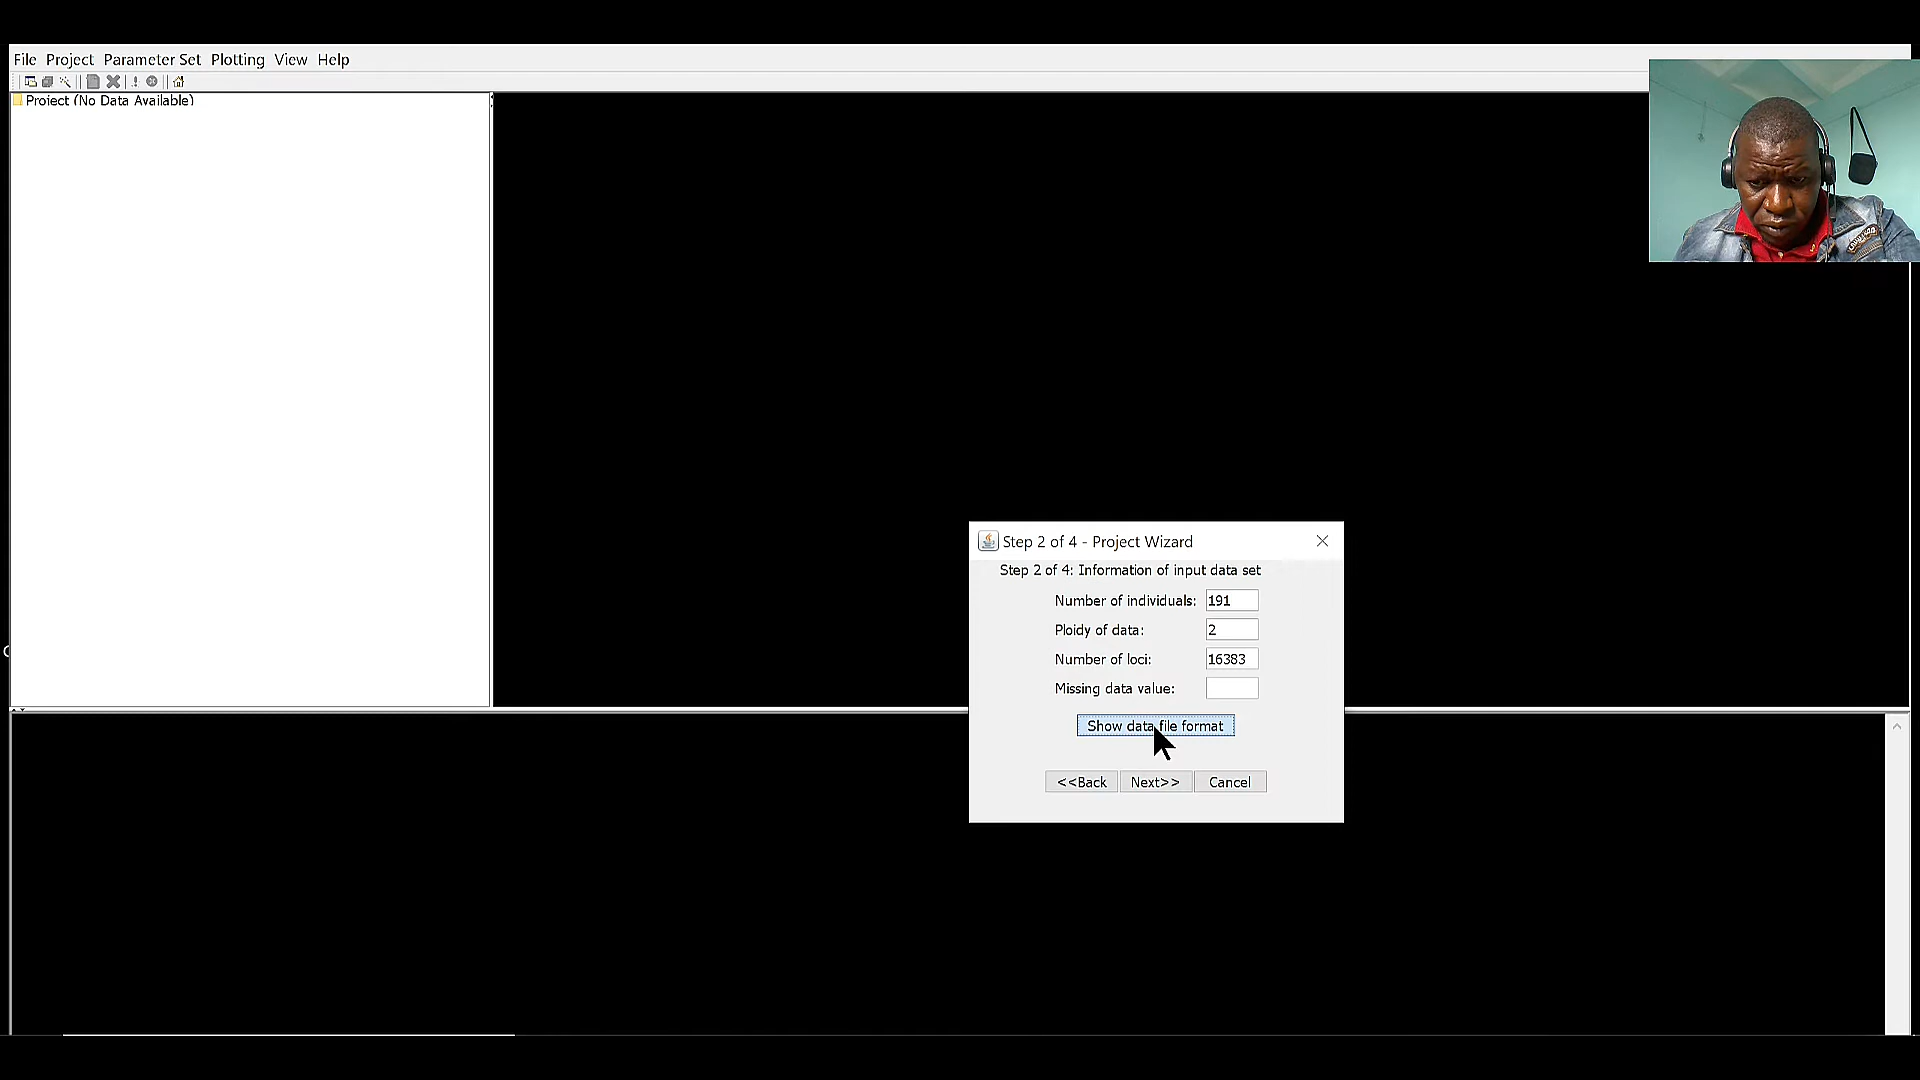 File Project Parameter Set Plotting View Help
Project (No Data Available)
Step 2 of 4 - Project Wizard
Step 2 of 4: Information of input data set
Number of individuals: 191
Ploidy of data: 2
Number of loci: 16383
Missing data value:
Show data file format
<<Back Next>> Cancel